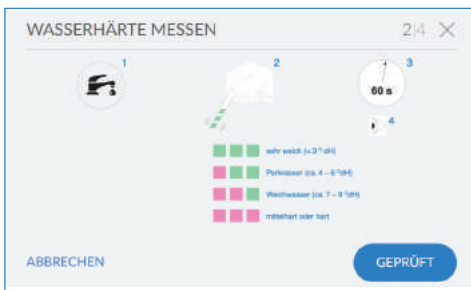 WASSERHÄRTE MESSEN 2|4
1 2 3
60 s
4
sehr weich (<3 °dH)
Perlwasser (ca. 4 – 6 °dH)
Weichwasser (ca. 7 – 9 °dH)
mittelhart oder hart
ABBRECHEN GEPRÜFT